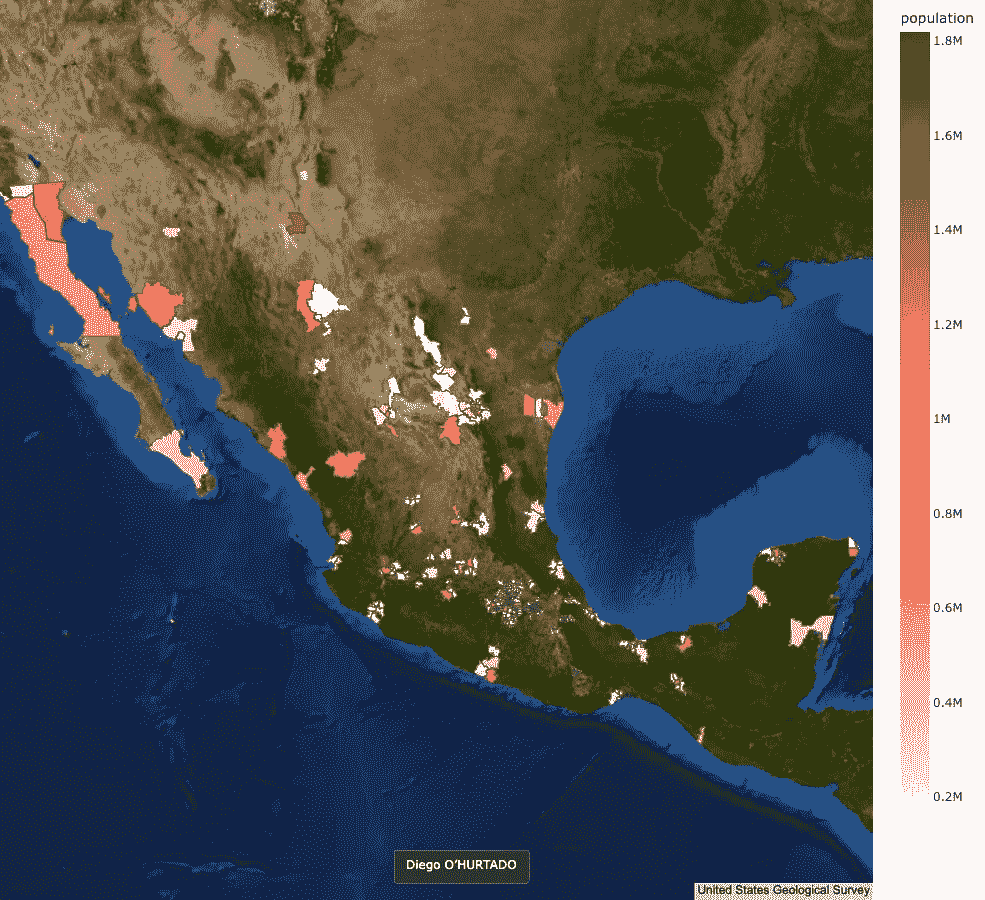 population
1.8M
1.6M
1.4M
1.2M
1M
0.8M
0.6M
0.4M
0.2M
Diego O’HURTADO
United States Geological Survey